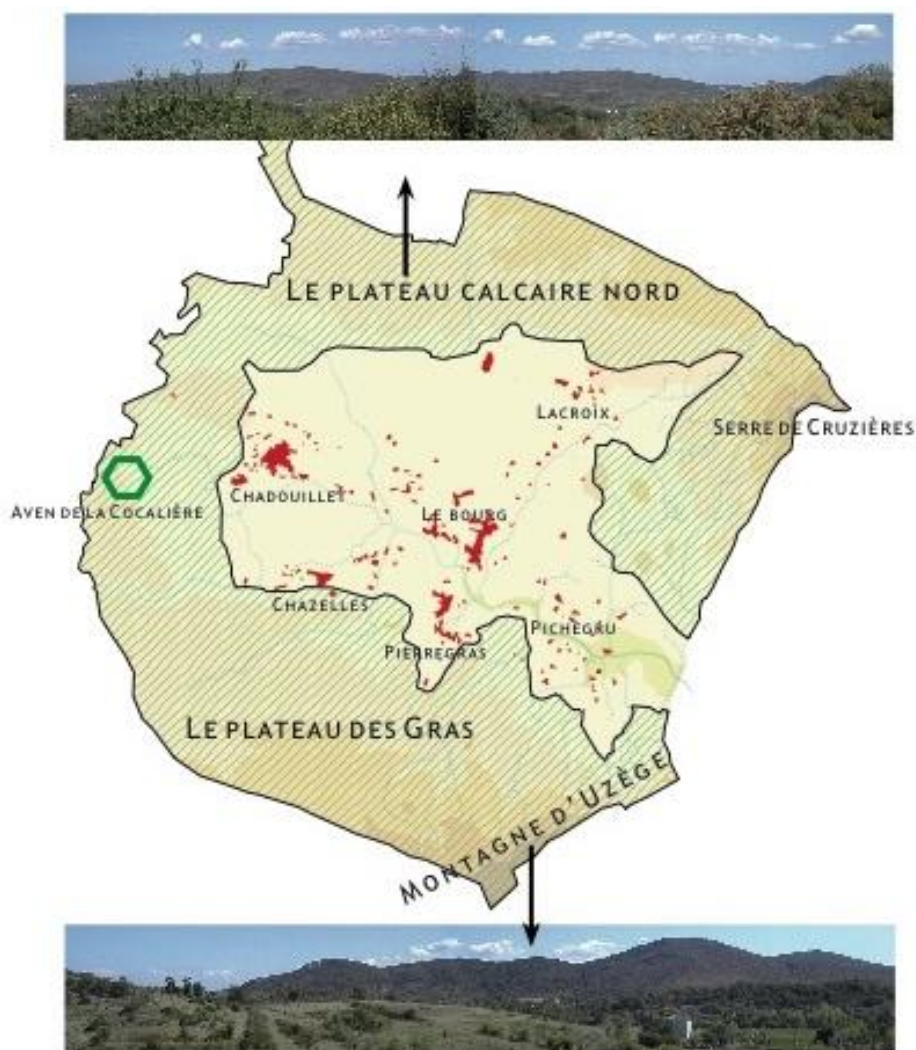 LE PLATEAU CALCAIRE NORD
LACROIX
SERRE DE CRUZIÈRES
CHADOUILLET
AVEN DE LA COCALIÈRE
LE BOURG
CHAZELLES
PICHEGRU
PIERREGRAS
LE PLATEAU DES GRAS
MONTAGNE D'UZÈGE